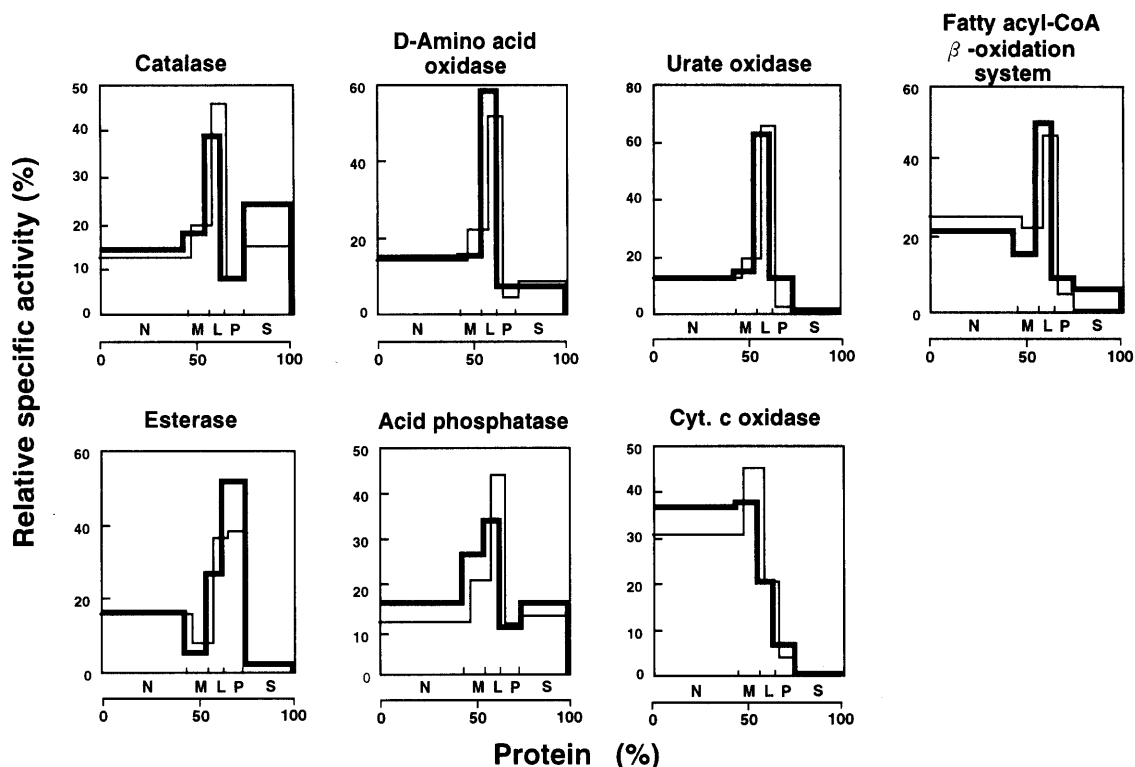 Relative specific activity (%)
Catalase
50
40
30
20
10
0
N M L P S
0 50 100
D-Amino acid
oxidase
60
40
20
0
N M L P S
0 50 100
Urate oxidase
80
60
40
20
0
N M L P S
0 50 100
Fatty acyl-CoA
β -oxidation
system
60
40
20
0
N M L P S
0 50 100
Esterase
60
40
20
0
N M L P S
0 50 100
Acid phosphatase
50
40
30
20
10
0
N M L P S
0 50 100
Cyt. c oxidase
50
40
30
20
10
0
N M L P S
0 50 100
Protein (%)